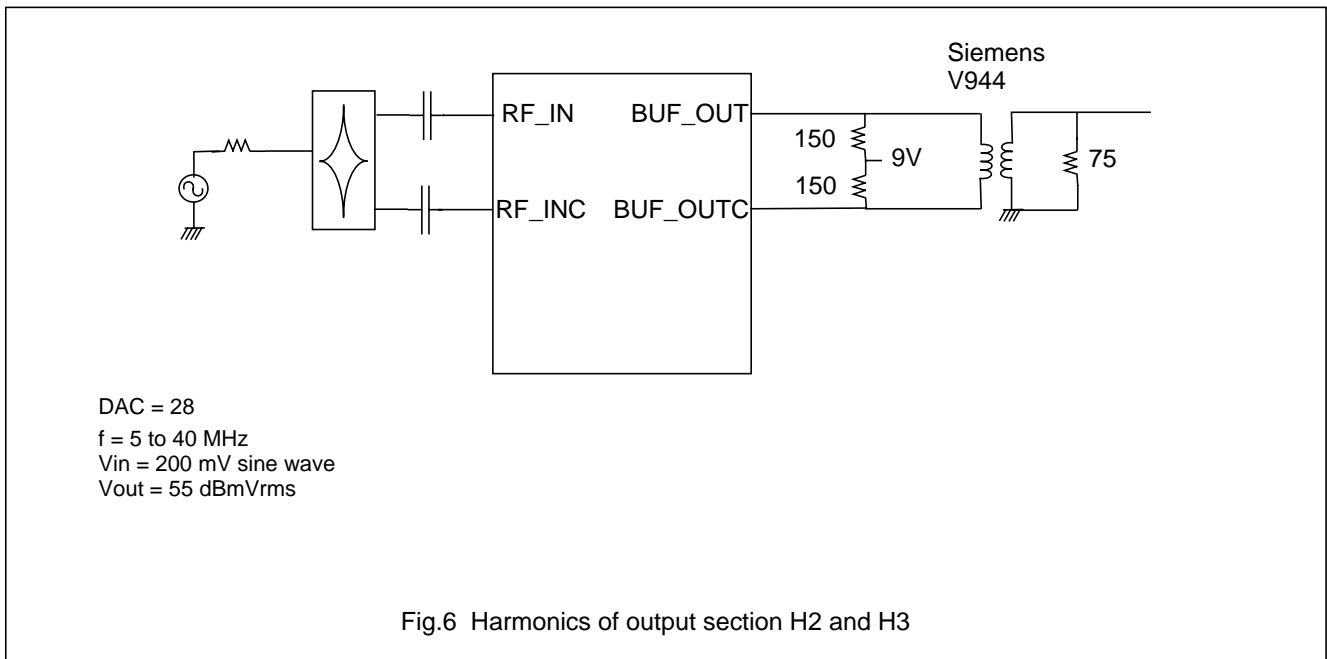 Siemens
V944
RF_IN BUF_OUT
150
9V
75
150
RF_INC BUF_OUTC
DAC = 28
f = 5 to 40 MHz
Vin = 200 mV sine wave
Vout = 55 dBmVrms
Fig.6 Harmonics of output section H2 and H3